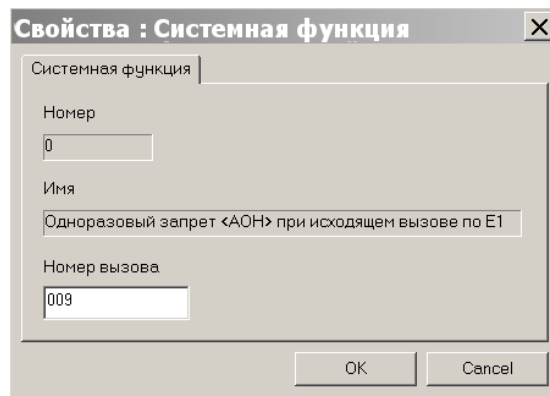 Свойства : Системная функция
Системная функция
Номер
0
Имя
Одноразовый запрет <АОН> при исходящем вызове по E1
Номер вызова
009
OK Cancel